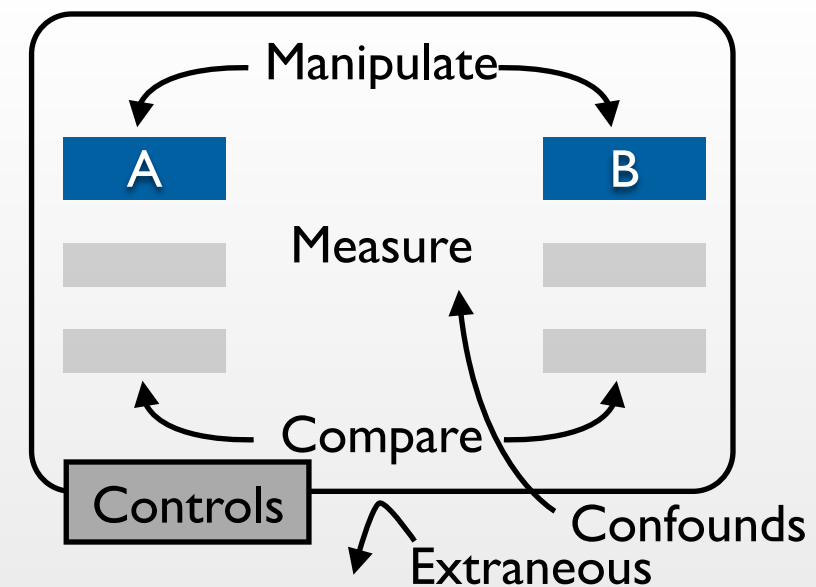 Manipulate
A
B
Measure
Compare
Controls
Confounds
Extraneous